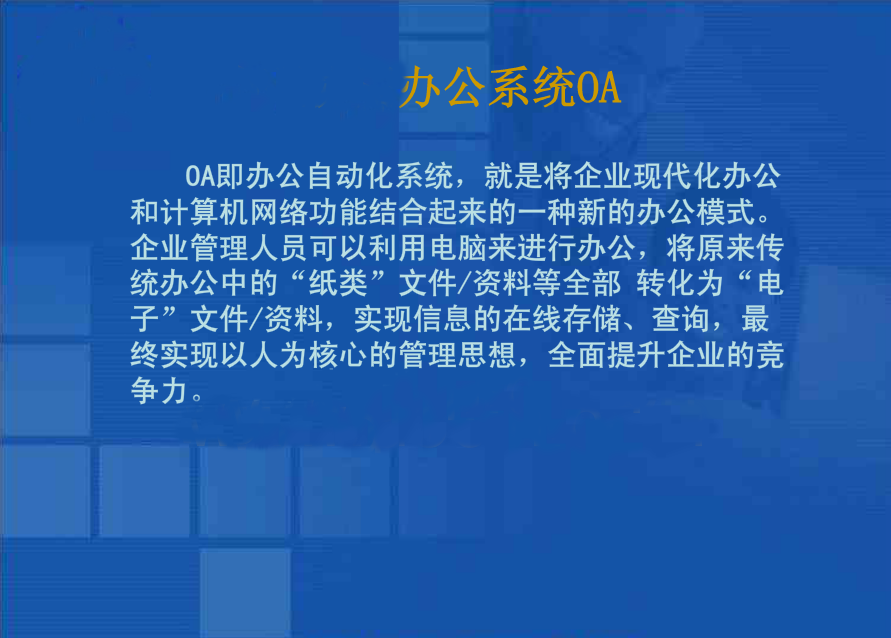 办公系统OA
OA即办公自动化系统，就是将企业现代化办公
和计算机网络功能结合起来的一种新的办公模式。
企业管理人员可以利用电脑来进行办公，将原来传
统办公中的“纸类”文件/资料等全部 转化为“电
子”文件/资料，实现信息的在线存储、查询，最
终实现以人为核心的管理思想，全面提升企业的竞
争力。